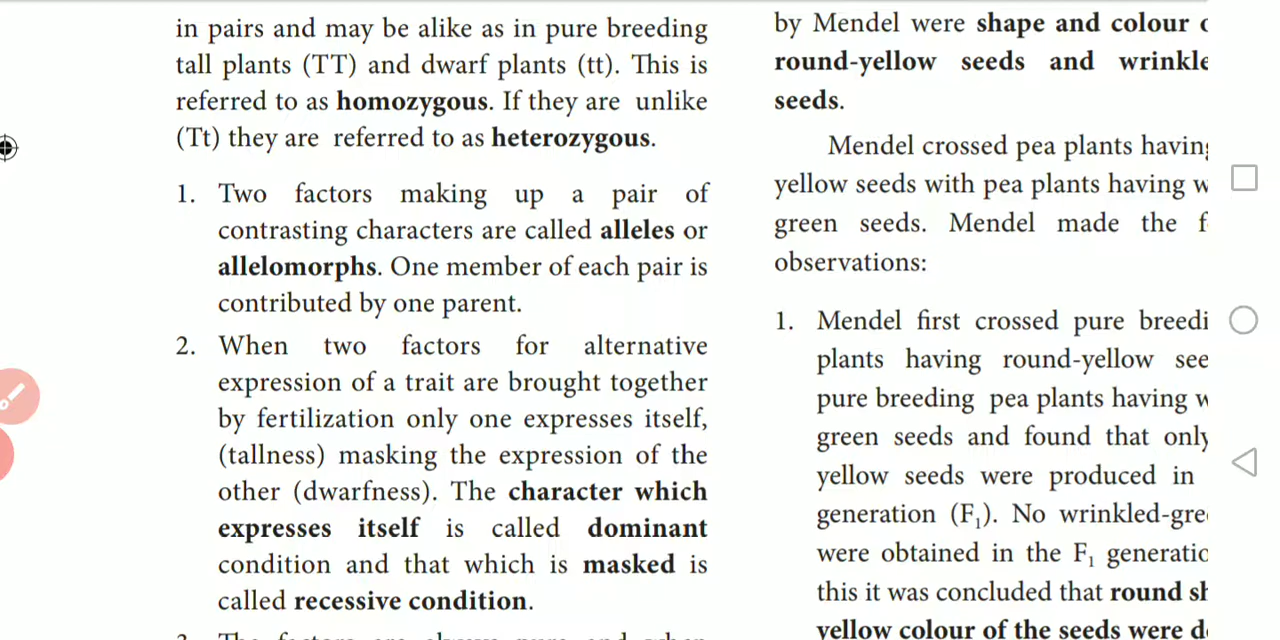 in pairs and may be alike as in pure breeding
tall plants (TT) and dwarf plants (tt). This is
referred to as homozygous. If they are unlike
(Tt) they are referred to as heterozygous.
1. Two factors making up a pair of
contrasting characters are called alleles or
allelomorphs. One member of each pair is
contributed by one parent.
2. When two factors for alternative
expression of a trait are brought together
by fertilization only one expresses itself,
(tallness) masking the expression of the
other (dwarfness). The character which
expresses itself is called dominant
condition and that which is masked is
called recessive condition.
by Mendel were shape and colour
round-yellow seeds and
seeds.
Mendel crossed pea plants
yellow seeds with pea plants having
green seeds. Mendel made the
observations:
1. Mendel first crossed pure
plants having round-yellow
pure breeding pea plants having
green seeds and found that
yellow seeds were produced in
generation (F₁). No
were obtained in the F₁
this it was concluded that round
yellow colour of the seeds were